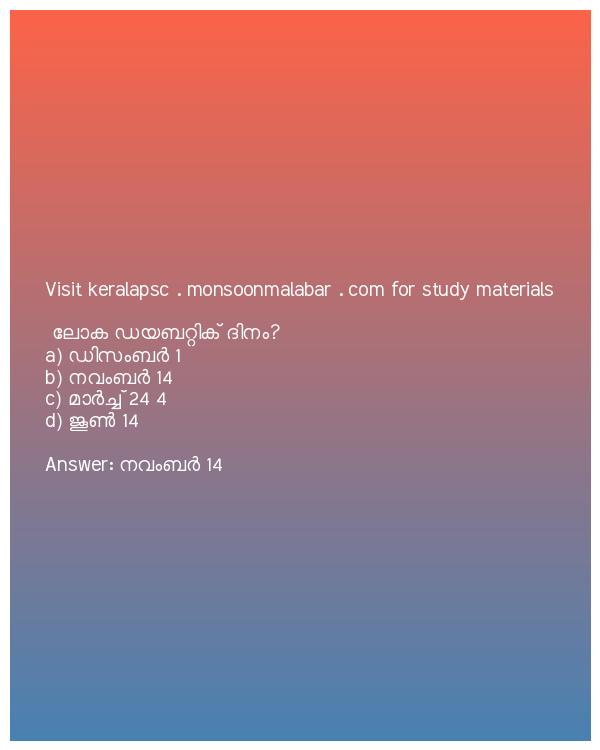 Visit keralapsc . monsoonmalabar . com for study materials
ലോക ഡയബറ്റിക് ദിനം?
a) ഡിസംബർ 1
b) നവംബർ 14
c) മാർച്ച് 24 4
d) ജൂൺ 14
Answer: നവംബർ 14